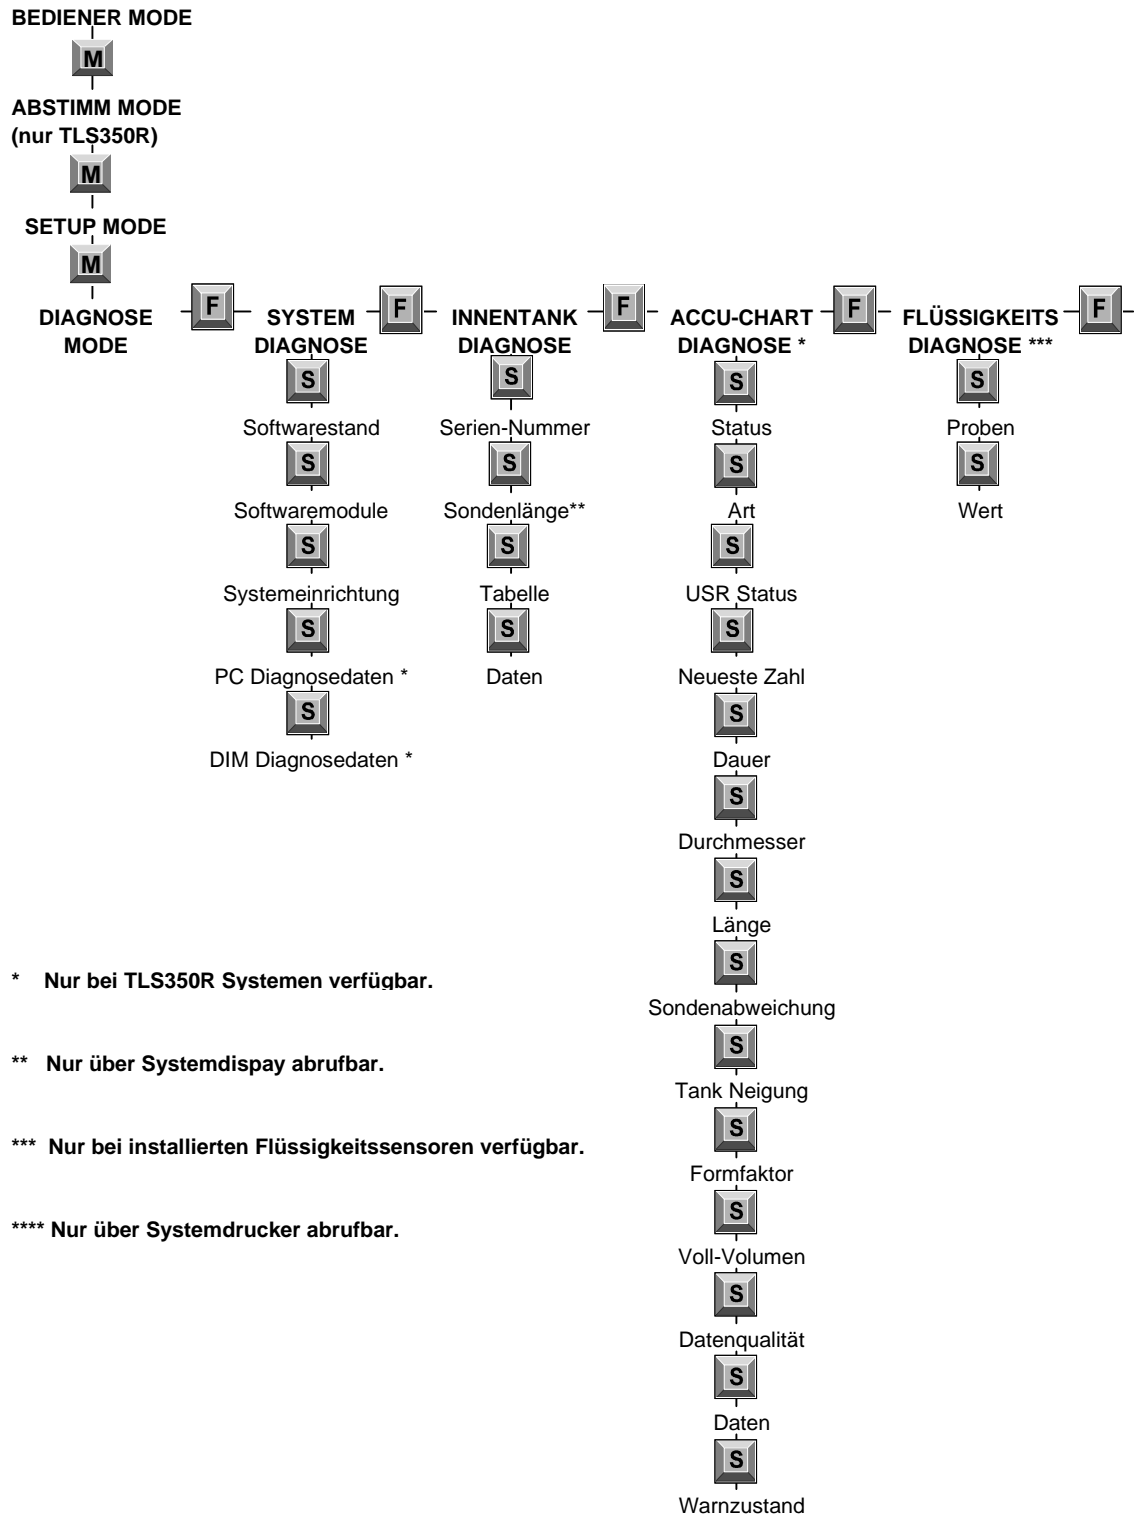 BEDIENER MODE
M
ABSTIMM MODE
(nur TLS350R)
M
SETUP MODE
M
DIAGNOSE
MODE
F
SYSTEM
DIAGNOSE
S
Softwarestand
S
Softwaremodule
S
Systemeinrichtung
S
PC Diagnosedaten *
S
DIM Diagnosedaten *
F
INNENTANK
DIAGNOSE
S
Serien-Nummer
S
Sondenlänge**
S
Tabelle
S
Daten
F
ACCU-CHART
DIAGNOSE *
S
Status
S
Art
S
USR Status
S
Neueste Zahl
S
Dauer
S
Durchmesser
S
Länge
S
Sondenabweichung
S
Tank Neigung
S
Formfaktor
S
Voll-Volumen
S
Datenqualität
S
Daten
S
Warnzustand
F
FLÜSSIGKEITS
DIAGNOSE ***
S
Proben
S
Wert
F
* Nur bei TLS350R Systemen verfügbar.
** Nur über Systemdispay abrufbar.
*** Nur bei installierten Flüssigkeitssensoren verfügbar.
**** Nur über Systemdrucker abrufbar.